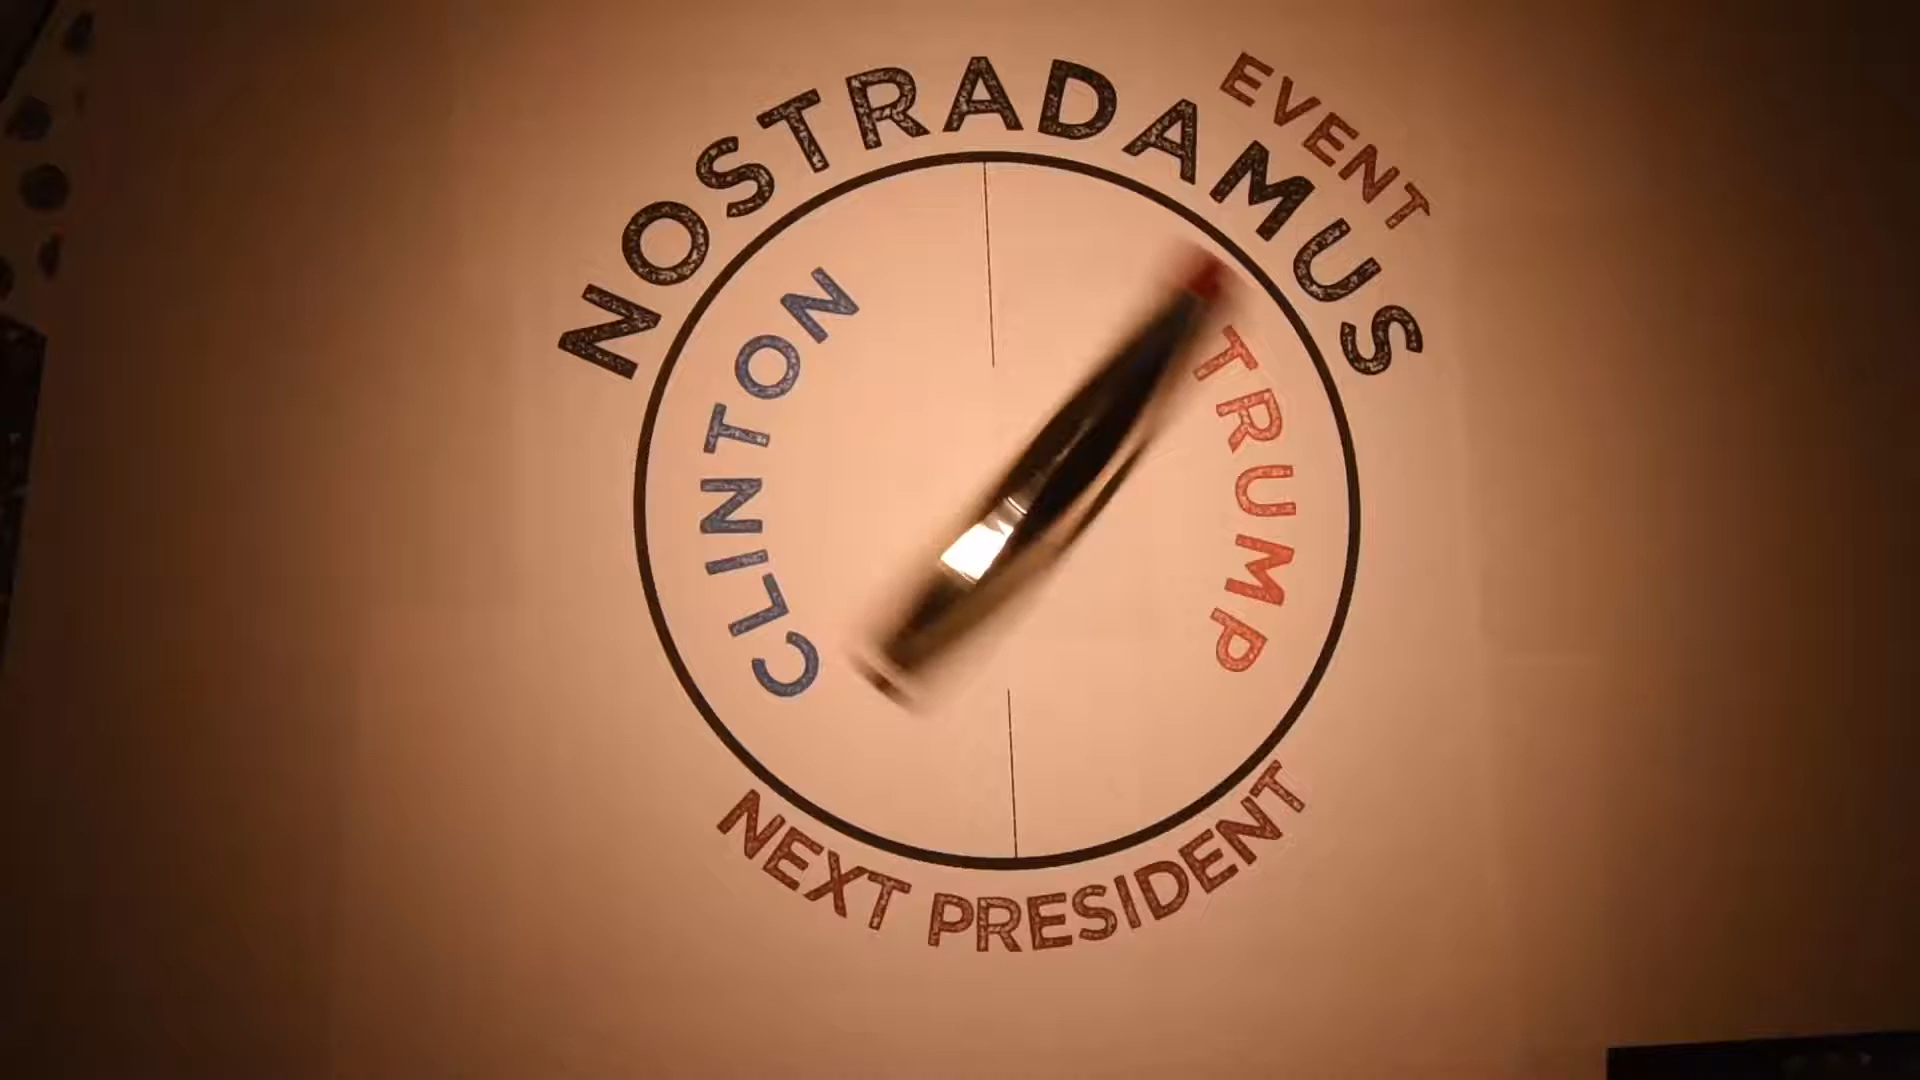 NOSTRADAMUS
EVENT
CLINTON
TRUMP
NEXT PRESIDENT